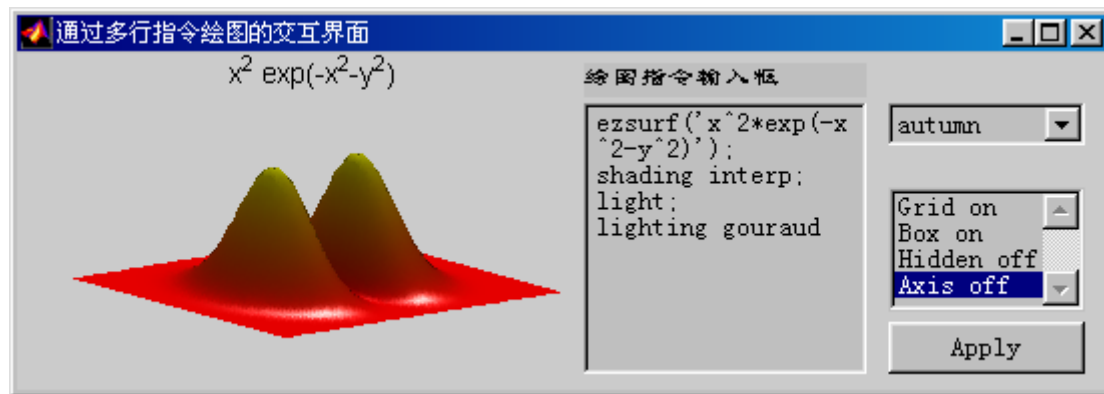 通过多行指令绘图的交互界面
x² exp(-x²-y²)
绘图指令输入框
ezsurf('x^2*exp(-x
^2-y^2)');
shading interp;
light;
lighting gouraud
autumn
Grid on
Box on
Hidden off
Axis off
Apply